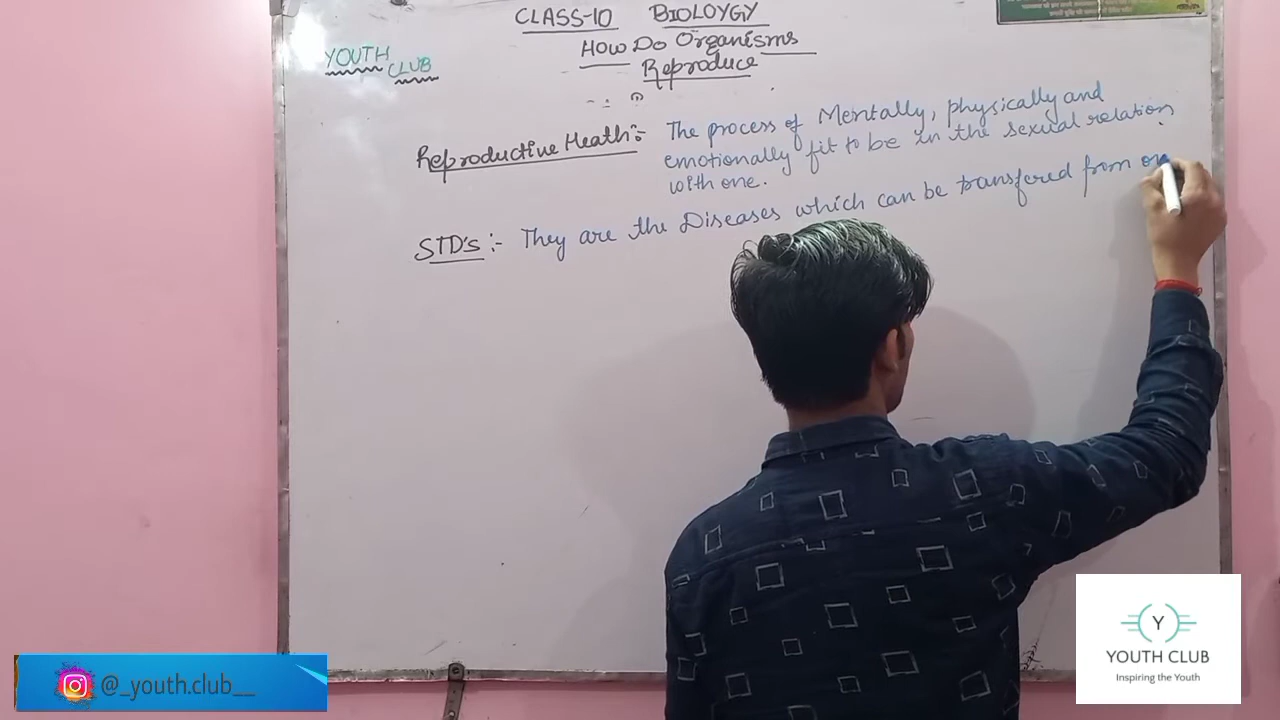 CLASS-10 BIOLOYGY
HOW DO Organisms
Reproduce
YOUTH
CLUB
Reproductive Heath:- The process of Mentally, physically and
emotionally fit to be in the sexual relation
with one.
STD's :- They are the Diseases which can be transfered from on
Y
YOUTH CLUB
Inspiring the Youth
@_youth.club__